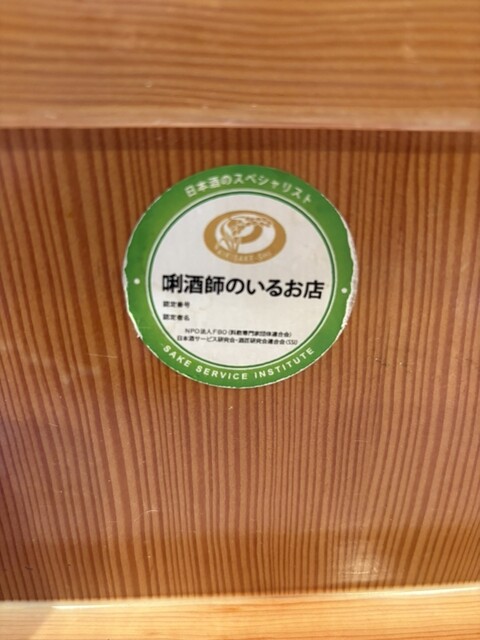 日本酒のスペシャリスト
KIKISAKE-SHI
唎酒師のいるお店
認定番号
認定者名
NPO法人FBO(料飲専門家団体連合会)
日本酒サービス研究会・酒匠研究会連合会(SSI)
SAKE SERVICE INSTITUTE